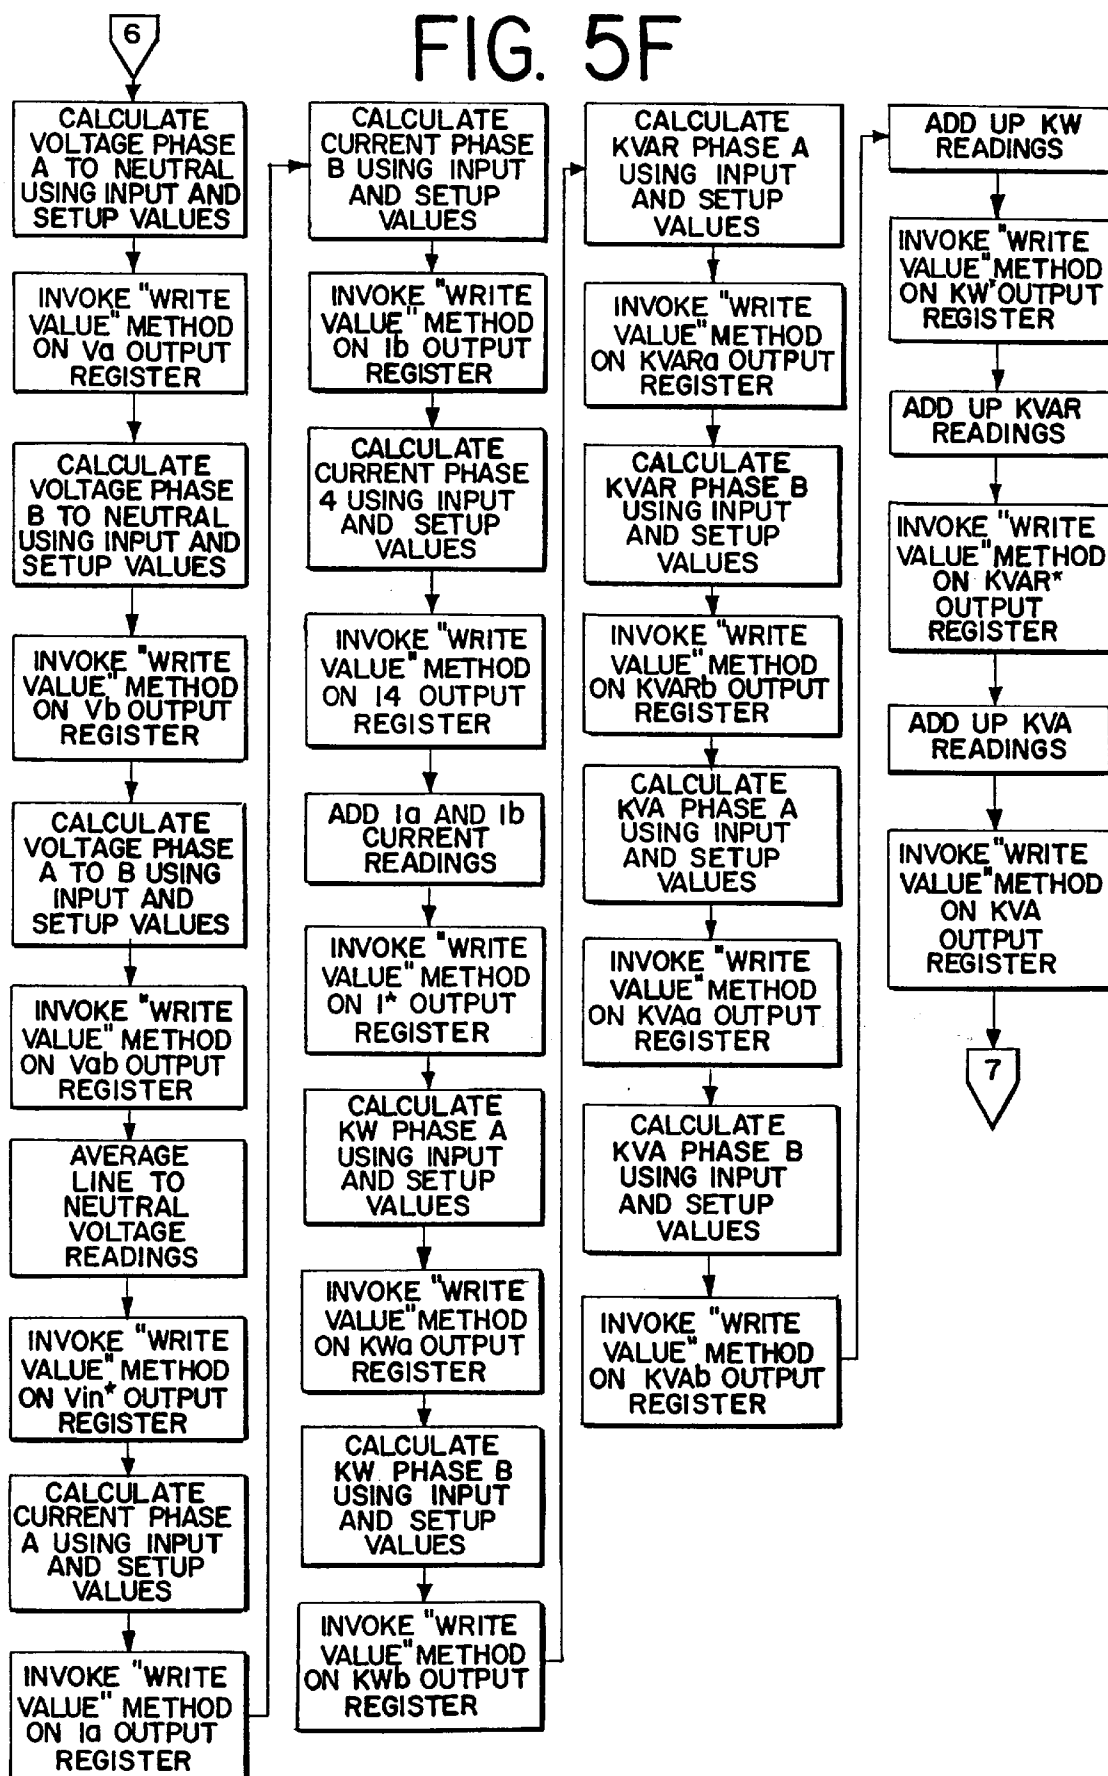 6
FIG. 5F
CALCULATE
VOLTAGE PHASE
A TO NEUTRAL
USING INPUT AND
SETUP VALUES
INVOKE "WRITE
VALUE" METHOD
ON Va OUTPUT
REGISTER
CALCULATE
VOLTAGE PHASE
B TO NEUTRAL
USING INPUT AND
SETUP VALUES
INVOKE "WRITE
VALUE" METHOD
ON Vb OUTPUT
REGISTER
CALCULATE
VOLTAGE PHASE
A TO B USING
INPUT AND
SETUP VALUES
INVOKE "WRITE
VALUE" METHOD
ON Vab OUTPUT
REGISTER
AVERAGE
LINE TO
NEUTRAL
VOLTAGE
READINGS
INVOKE "WRITE
VALUE" METHOD
ON Vin* OUTPUT
REGISTER
CALCULATE
CURRENT PHASE
A USING INPUT
AND SETUP
VALUES
INVOKE "WRITE
VALUE" METHOD
ON Ia OUTPUT
REGISTER
CALCULATE
CURRENT PHASE
B USING INPUT
AND SETUP
VALUES
INVOKE "WRITE
VALUE" METHOD
ON Ib OUTPUT
REGISTER
CALCULATE
CURRENT PHASE
4 USING INPUT
AND SETUP
VALUES
INVOKE "WRITE
VALUE" METHOD
ON I4 OUTPUT
REGISTER
ADD Ia AND Ib
CURRENT
READINGS
INVOKE "WRITE
VALUE" METHOD
ON I* OUTPUT
REGISTER
CALCULATE
KW PHASE A
USING INPUT
AND SETUP
VALUES
INVOKE "WRITE
VALUE" METHOD
ON KWa OUTPUT
REGISTER
CALCULATE
KW PHASE B
USING INPUT
AND SETUP
VALUES
INVOKE "WRITE
VALUE" METHOD
ON KWb OUTPUT
REGISTER
CALCULATE
KVAR PHASE A
USING INPUT
AND SETUP
VALUES
INVOKE "WRITE
VALUE" METHOD
ON KVARa OUTPUT
REGISTER
CALCULATE
KVAR PHASE B
USING INPUT
AND SETUP
VALUES
INVOKE "WRITE
VALUE" METHOD
ON KVARb OUTPUT
REGISTER
CALCULATE
KVA PHASE A
USING INPUT
AND SETUP
VALUES
INVOKE "WRITE
VALUE" METHOD
ON KVAa OUTPUT
REGISTER
CALCULATE
KVA PHASE B
USING INPUT
AND SETUP
VALUES
INVOKE "WRITE
VALUE" METHOD
ON KVAb OUTPUT
REGISTER
ADD UP KW
READINGS
INVOKE "WRITE
VALUE" METHOD
ON KW* OUTPUT
REGISTER
ADD UP KVAR
READINGS
INVOKE "WRITE
VALUE" METHOD
ON KVAR*
OUTPUT
REGISTER
ADD UP KVA
READINGS
INVOKE "WRITE
VALUE" METHOD
ON KVA
OUTPUT
REGISTER
7